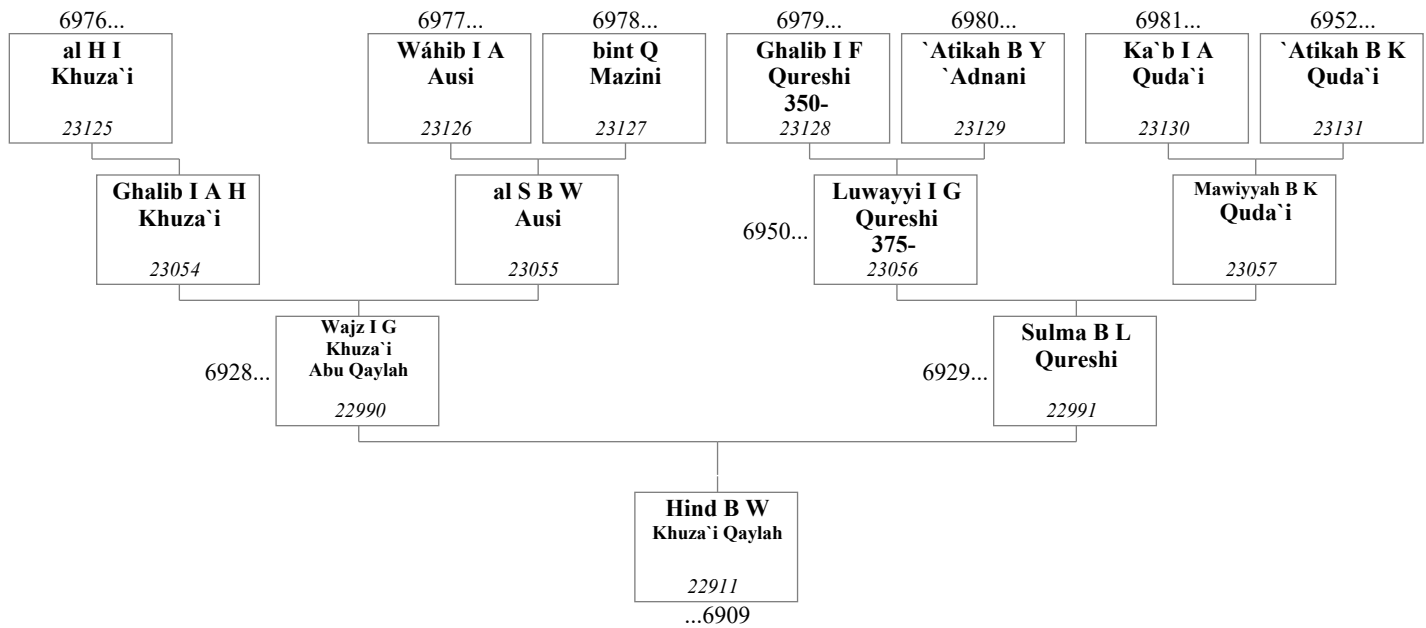 6976...
6977...
6978...
6979...
6980...
6981...
6952...
al H I
Khuza`i
23125
Wáhib I A
Ausi
23126
bint Q
Mazini
23127
Ghalib I F
Qureshi
350-
23128
`Atikah B Y
`Adnani
23129
Ka`b I A
Quda`i
23130
`Atikah B K
Quda`i
23131
Ghalib I A H
Khuza`i
23054
al S B W
Ausi
23055
6950...
Luwayyi I G
Qureshi
375-
23056
Mawiyyah B K
Quda`i
23057
6928...
Wajz I G
Khuza`i
Abu Qaylah
22990
6929...
Sulma B L
Qureshi
22991
Hind B W
Khuza`i Qaylah
22911
...6909